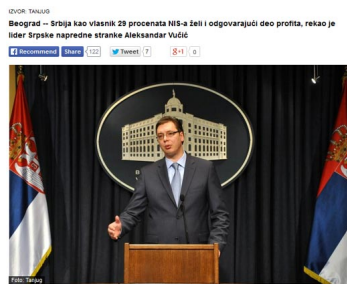 IZVOR: TANJUG
Beograd -- Srbija kao vlasnik 29 procenata NIS-a želi i odgovarajući deo profita, rekao je
lider Srpske napredne stranke Aleksandar Vučić
Recommend Share 122 Tweet 7 +1 0
Foto: Tanjug